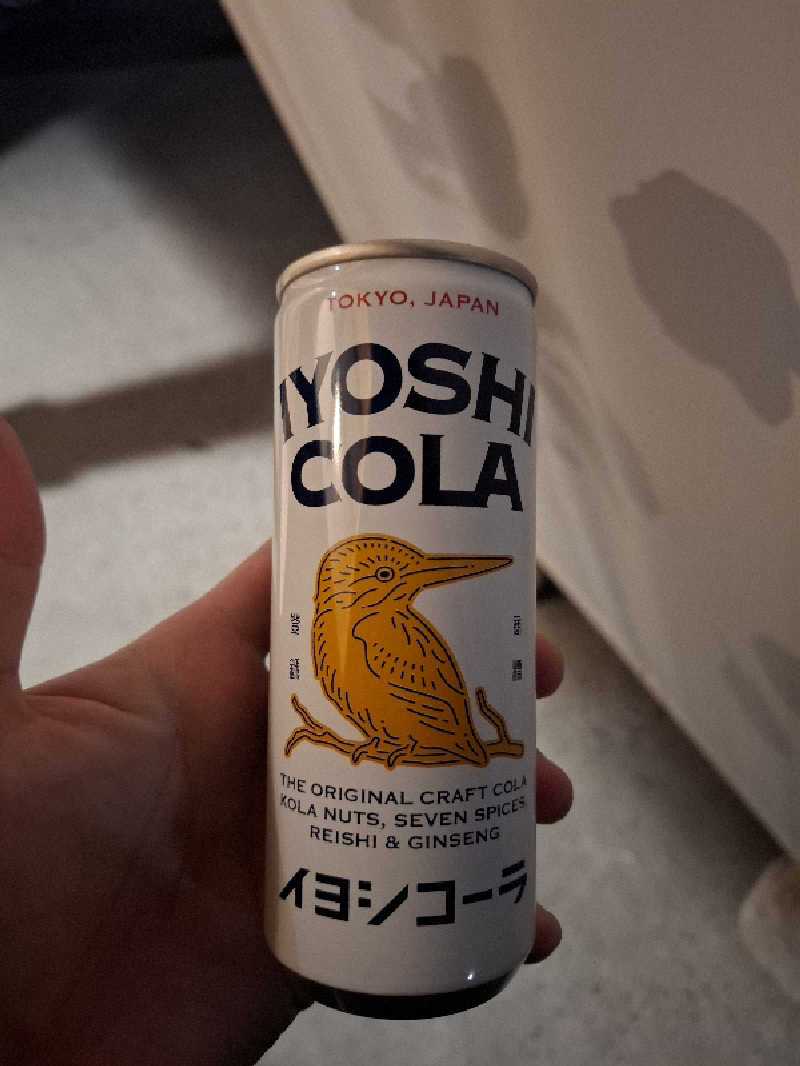 TOKYO, JAPAN
IYOSHI
COLA
THE ORIGINAL CRAFT COLA
KOLA NUTS, SEVEN SPICES,
REISHI & GINSENG
イヨシコーラ